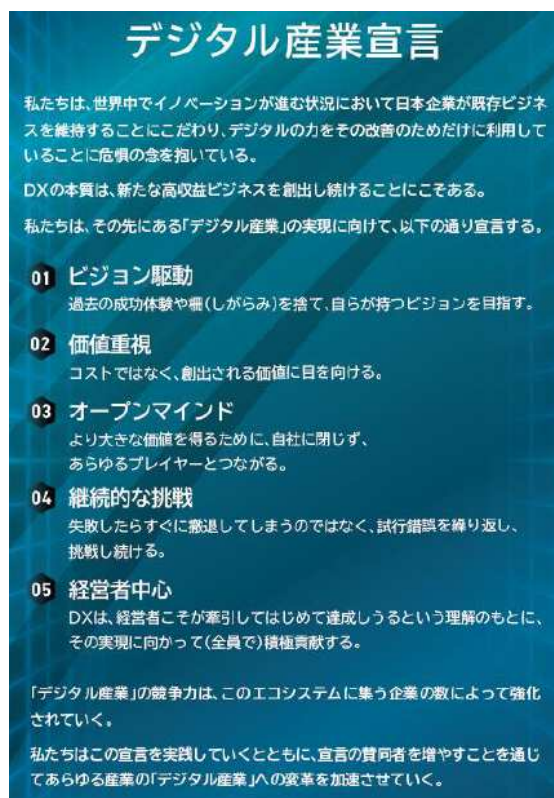 デジタル産業宣言
私たちは、世界中でイノベーションが進む状況において日本企業が既存ビジネ
スを維持することにこだわり、デジタルの力をその改善のためだけに利用して
いることに危惧の念を抱いている。
DXの本質は、新たな高収益ビジネスを創出し続けることにこそある。
私たちは、その先にある「デジタル産業」の実現に向けて、以下の通り宣言する。
01 ビジョン駆動
過去の成功体験や柵(しがらみ)を捨て、自らが持つビジョンを目指す。
02 価値重視
コストではなく、創出される価値に目を向ける。
03 オープンマインド
より大きな価値を得るために、自社に閉じず、
あらゆるプレイヤーとつながる。
04 継続的な挑戦
失敗したらすぐに撤退してしまうのではなく、試行錯誤を繰り返し、
挑戦し続ける。
05 経営者中心
DXは、経営者こそが牽引してはじめて達成しうるという理解のもとに、
その実現に向かって(全員で)積極貢献する。
「デジタル産業」の競争力は、このエコシステムに集う企業の数によって強化
されていく。
私たちはこの宣言を実践していくとともに、宣言の賛同者を増やすことを通じ
てあらゆる産業の「デジタル産業」への変革を加速させていく。